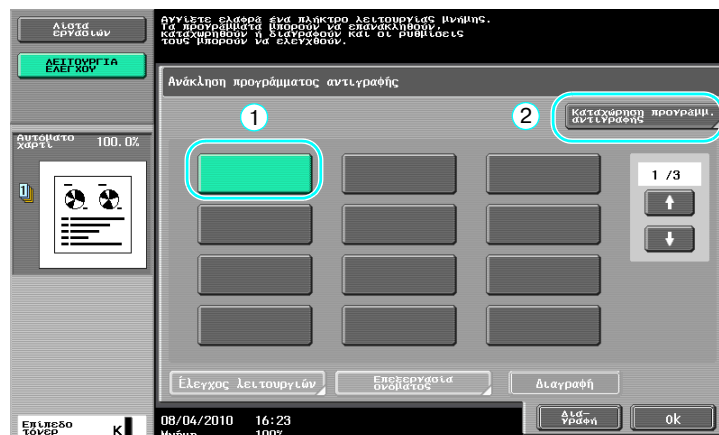 Λίστα
εργασιών
Αγγίξτε ελαφρά ένα πλήκτρο λειτουργίας μνήμης.
Τα προγράμματα μπορούν να επανακληθούν,
καταχωρηθούν ή διαγραφούν και οι ρυθμίσεις
τους μπορούν να ελεγχθούν.
ΛΕΙΤΟΥΡΓΙΑ
ΕΛΕΓΧΟΥ
Ανάκληση προγράμματος αντιγραφής
1
2
Καταχώρηση προγράμμ.
αντιγραφής
Αυτόματο
χαρτί
100.0%
1 /3
Έλεγχος λειτουργιών
Επεξεργασία
ονόματος
Διαγραφή
Επίπεδο
τόνερ
K
08/04/2010 16:23
Μνήμη 100%
Δια-
γραφή
ok